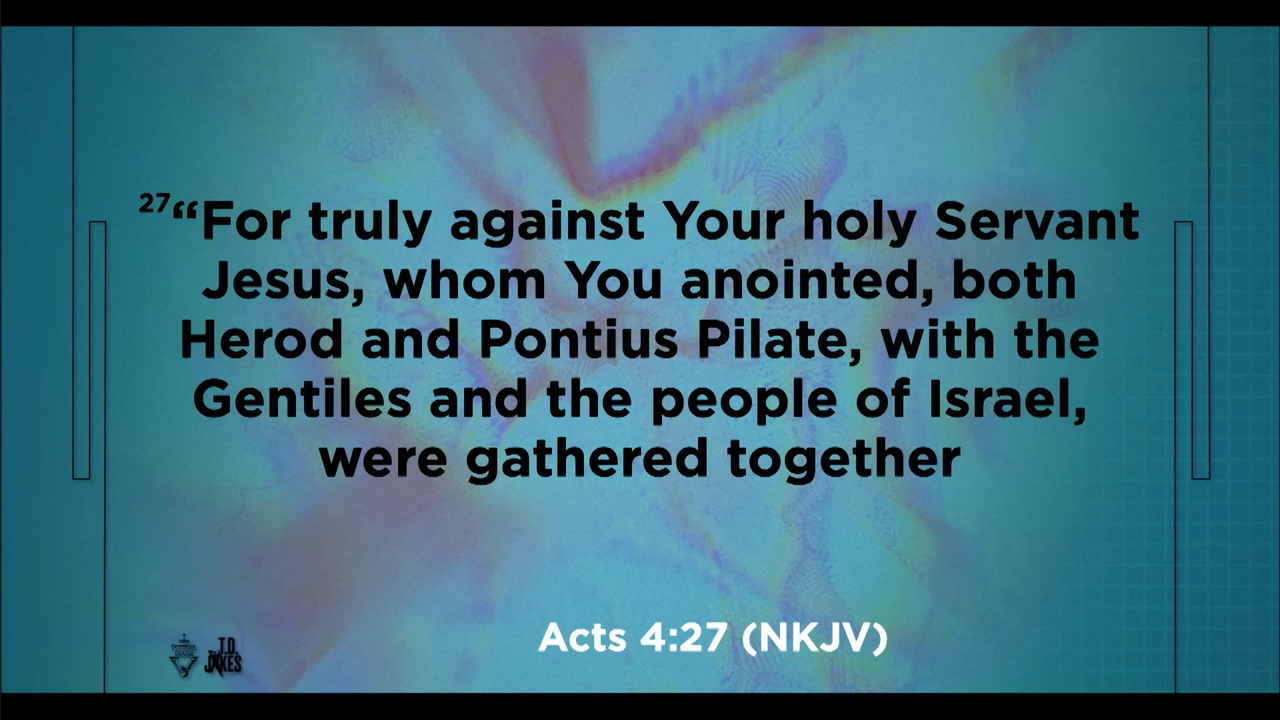 27“For truly against Your holy Servant
Jesus, whom You anointed, both
Herod and Pontius Pilate, with the
Gentiles and the people of Israel,
were gathered together
Acts 4:27 (NKJV)
T.D.
JAKES